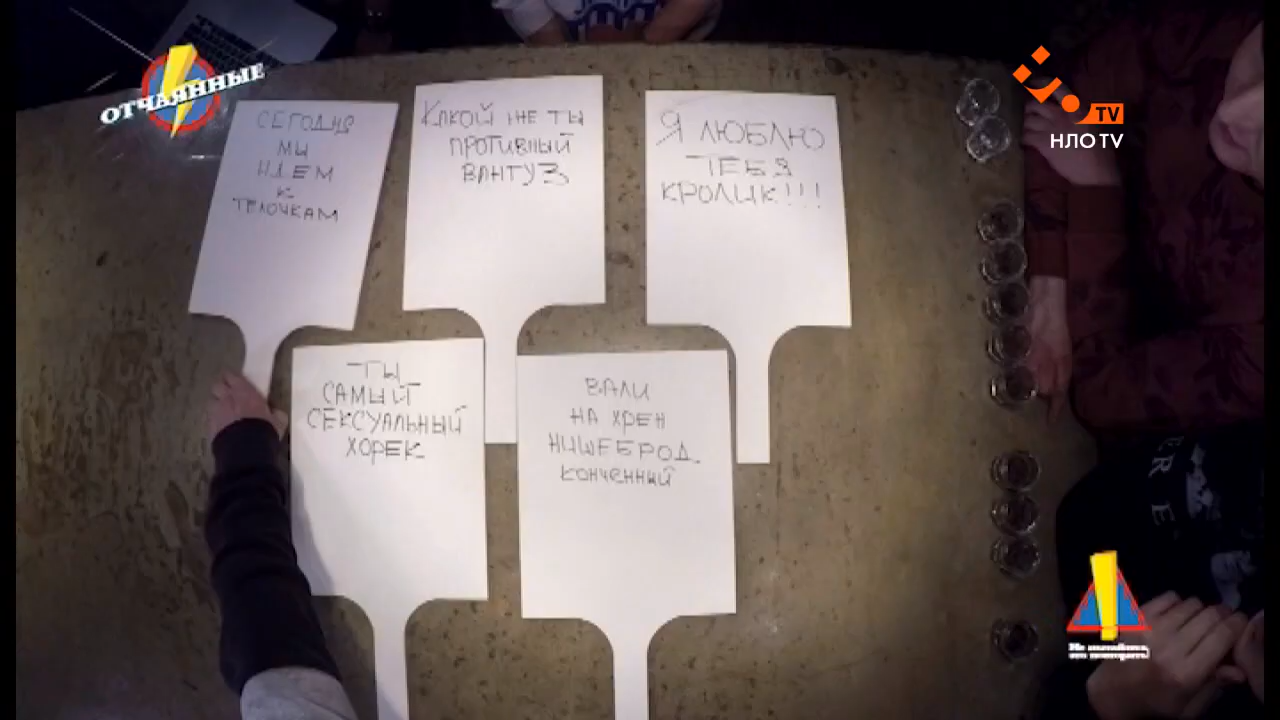 ОТЧАЯННЫЕ
TV
НЛО TV
СЕГОДНЯ
МЫ
ИДЕМ
К
ТЕЛОЧКАМ
КАКОЙ ЖЕ ТЫ
ПРОТИВНЫЙ
ВАНТУЗ
Я ЛЮБЛЮ
ТЕБЯ
КРОЛИК!!!
ТЫ
САМЫЙ
СЕКСУАЛЬНЫЙ
ХОРЕК
ВАЛИ
НА ХРЕН
НИЩЕБРОД
КОНЧЕННЫЙ